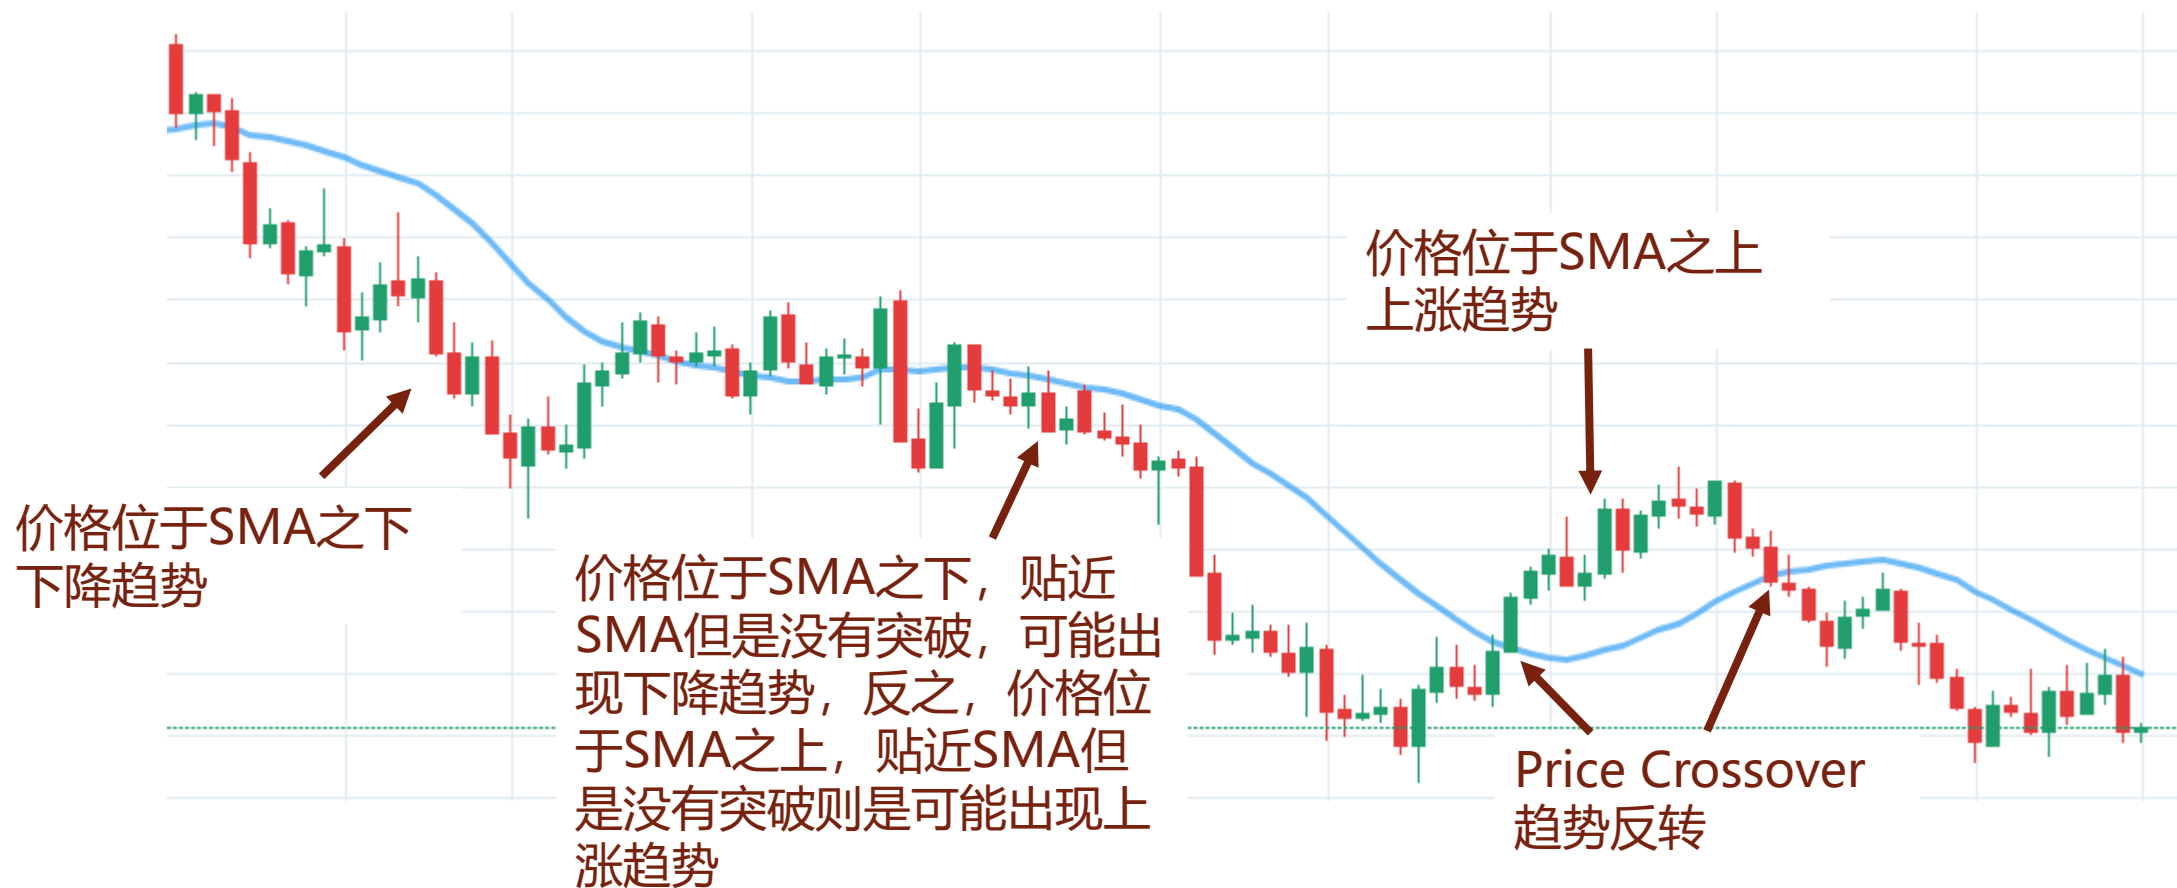 价格位于SMA之上
上涨趋势
价格位于SMA之下
下降趋势
价格位于SMA之下，贴近
SMA但是没有突破，可能出
现下降趋势，反之，价格位
于SMA之上，贴近SMA但
是没有突破则是可能出现上
涨趋势
Price Crossover
趋势反转